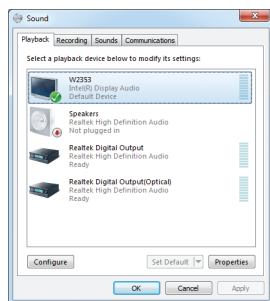 Sound
Playback Recording Sounds Communications
Select a playback device below to modify its settings:
W2353
Intel(R) Display Audio
Default Device
Speakers
Realtek High Definition Audio
Not plugged in
Realtek Digital Output
Realtek High Definition Audio
Ready
Realtek Digital Output(Optical)
Realtek High Definition Audio
Ready
Configure Set Default Properties
OK Cancel Apply